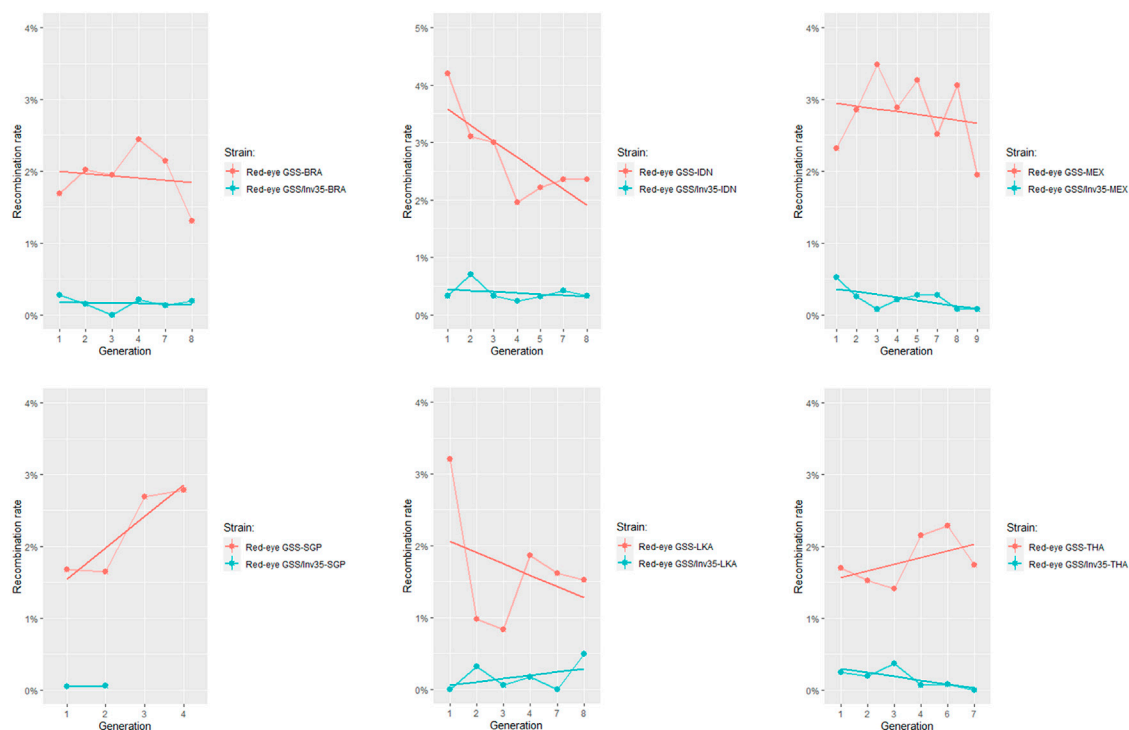 4%
3%
2%
1%
0%
Recombination rate
1 2 3 4 7 8
Generation
Strain:
Red-eye GSS-BRA
Red-eye GSS/Inv35-BRA
5%
4%
3%
2%
1%
0%
Recombination rate
1 2 3 4 5 7 8
Generation
Strain:
Red-eye GSS-IDN
Red-eye GSS/Inv35-IDN
4%
3%
2%
1%
0%
Recombination rate
1 2 3 4 5 7 8 9
Generation
Strain:
Red-eye GSS-MEX
Red-eye GSS/Inv35-MEX
4%
3%
2%
1%
0%
Recombination rate
1 2 3 4
Generation
Strain:
Red-eye GSS-SGP
Red-eye GSS/Inv35-SGP
4%
3%
2%
1%
0%
Recombination rate
1 2 3 4 7 8
Generation
Strain:
Red-eye GSS-LKA
Red-eye GSS/Inv35-LKA
4%
3%
2%
1%
0%
Recombination rate
1 2 3 4 6 7
Generation
Strain:
Red-eye GSS-THA
Red-eye GSS/Inv35-THA